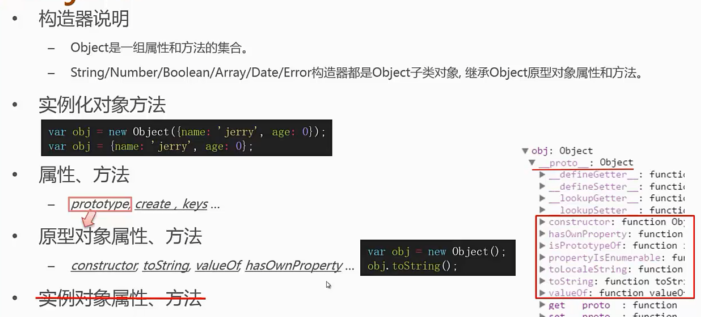 构造器说明
– Object是一组属性和方法的集合。
– String/Number/Boolean/Array/Date/Error构造器都是Object子类对象, 继承Object原型对象属性和方法。
实例化对象方法
var obj = new Object({name: 'jerry', age: 0});
var obj = {name: 'jerry', age: 0};
属性、方法
– prototype, create , keys ...
原型对象属性、方法
– constructor, toString, valueOf, hasOwnProperty ...
var obj = new Object();
obj.toString();
实例对象属性、方法
▼ obj: Object
▼ __proto__: Object
▶ __defineGetter__: functio
▶ __defineSetter__: functio
▶ __lookupGetter__: functio
▶ __lookupSetter__: functio
▶ constructor: function Ob
▶ hasOwnProperty: function
▶ isPrototypeOf: function
▶ propertyIsEnumerable: fu
▶ toLocaleString: function
▶ toString: function toStr
▶ valueOf: function valueO
▶ get __proto__: function